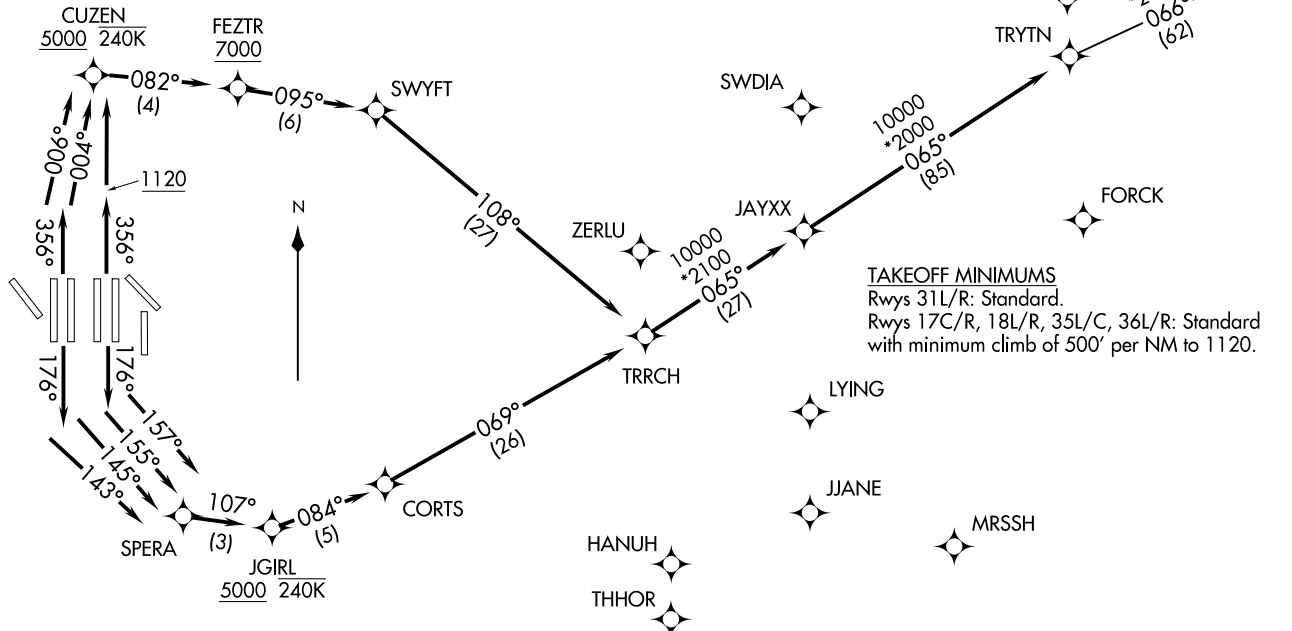 CUZEN
5000 240K
FEZTR
7000
082°
(4)
095°
(6)
SWYFT
SWDIA
TRYTN
066°
(62)
10000
*2000
065°
(85)
006°
004°
1120
356°
356°
N
108°
(27)
ZERLU
10000
*2100
065°
(27)
JAYXX
FORCK
TAKEOFF MINIMUMS
Rwys 31L/R: Standard.
Rwys 17C/R, 18L/R, 35L/C, 36L/R: Standard
with minimum climb of 500' per NM to 1120.
TRRCH
176°
176°
157°
155°
145°
143°
069°
(26)
LYING
SPERA
107°
(3)
084°
(5)
CORTS
JGIRL
5000 240K
JJANE
MRSSH
HANUH
THHOR